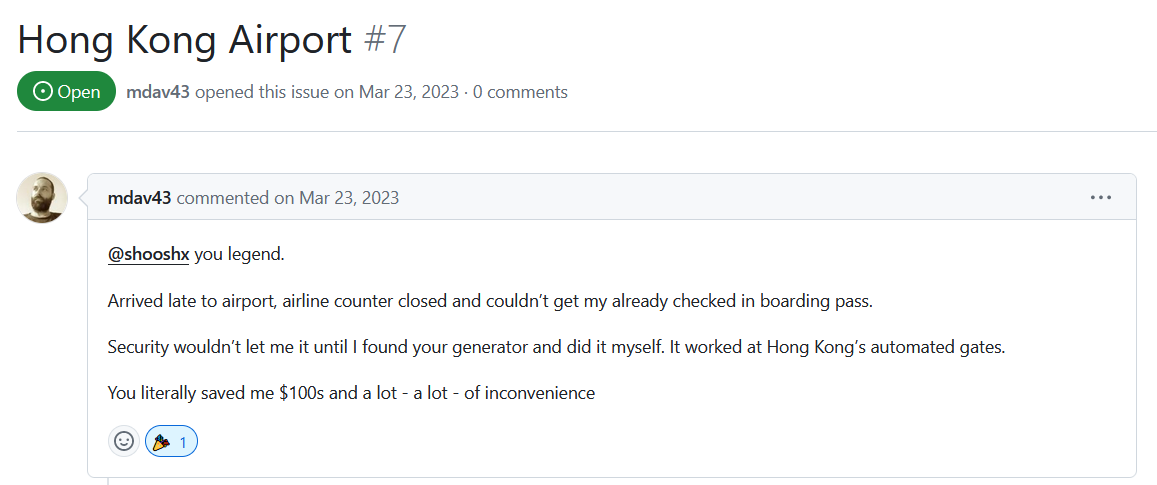 Hong Kong Airport #7
Open mdav43 opened this issue on Mar 23, 2023 · 0 comments
mdav43 commented on Mar 23, 2023
@shooshx you legend.
Arrived late to airport, airline counter closed and couldn’t get my already checked in boarding pass.
Security wouldn’t let me it until I found your generator and did it myself. It worked at Hong Kong’s automated gates.
You literally saved me $100s and a lot - a lot - of inconvenience
1